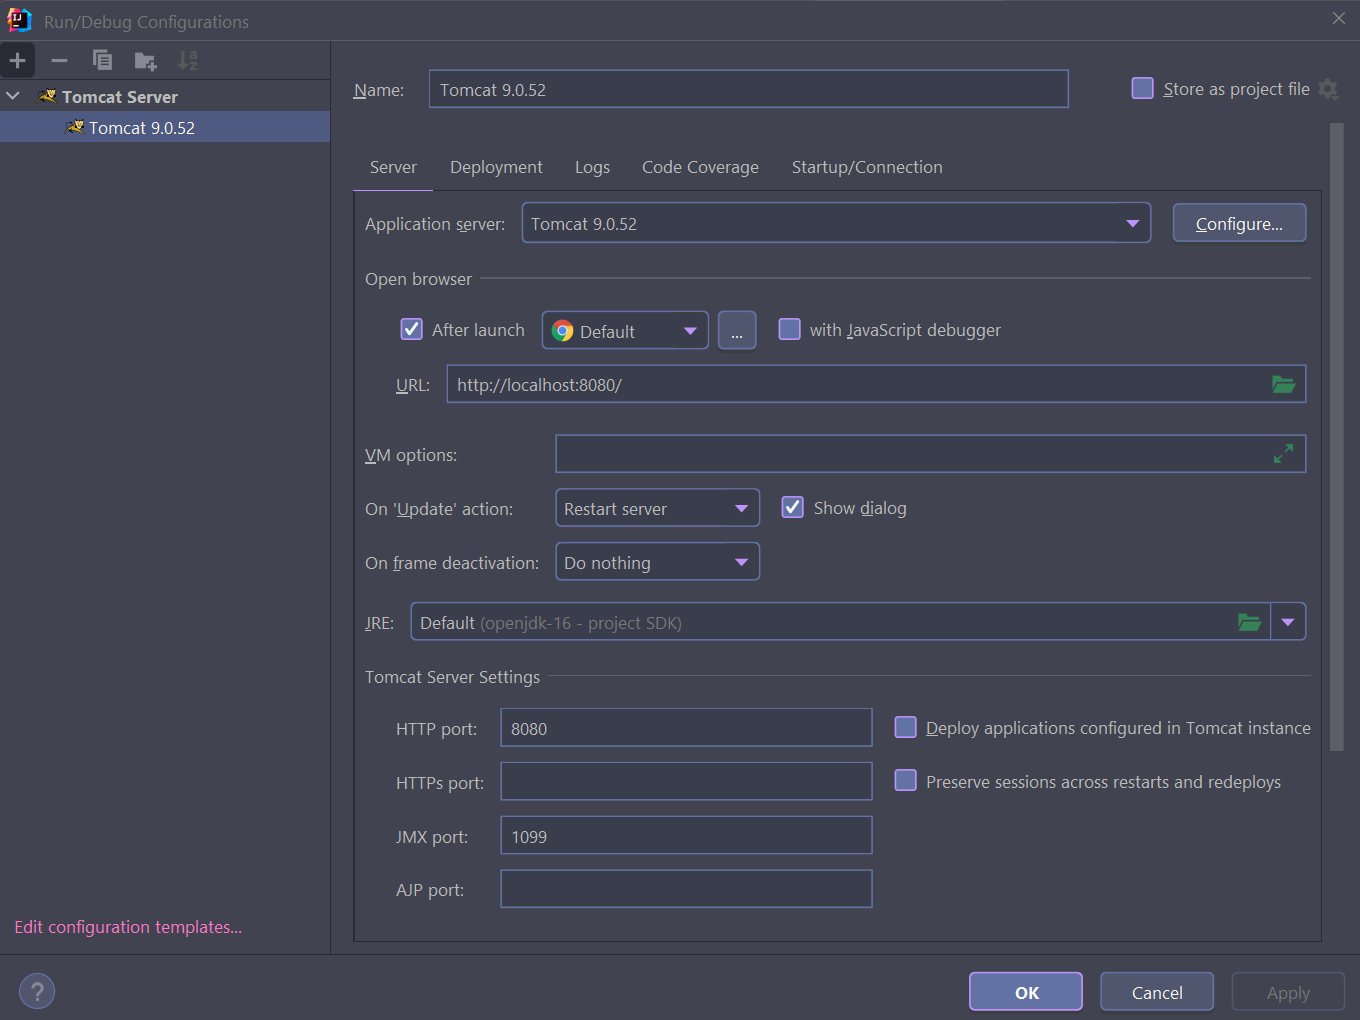 Run/Debug Configurations
Tomcat Server
Tomcat 9.0.52
Name: Tomcat 9.0.52 Store as project file
Server Deployment Logs Code Coverage Startup/Connection
Application server: Tomcat 9.0.52 Configure...
Open browser
After launch Default ... with JavaScript debugger
URL: http://localhost:8080/
VM options:
On 'Update' action: Restart server Show dialog
On frame deactivation: Do nothing
JRE: Default (openjdk-16 - project SDK)
Tomcat Server Settings
HTTP port: 8080 Deploy applications configured in Tomcat instance
HTTPs port: Preserve sessions across restarts and redeploys
JMX port: 1099
AJP port:
Edit configuration templates...
? OK Cancel Apply